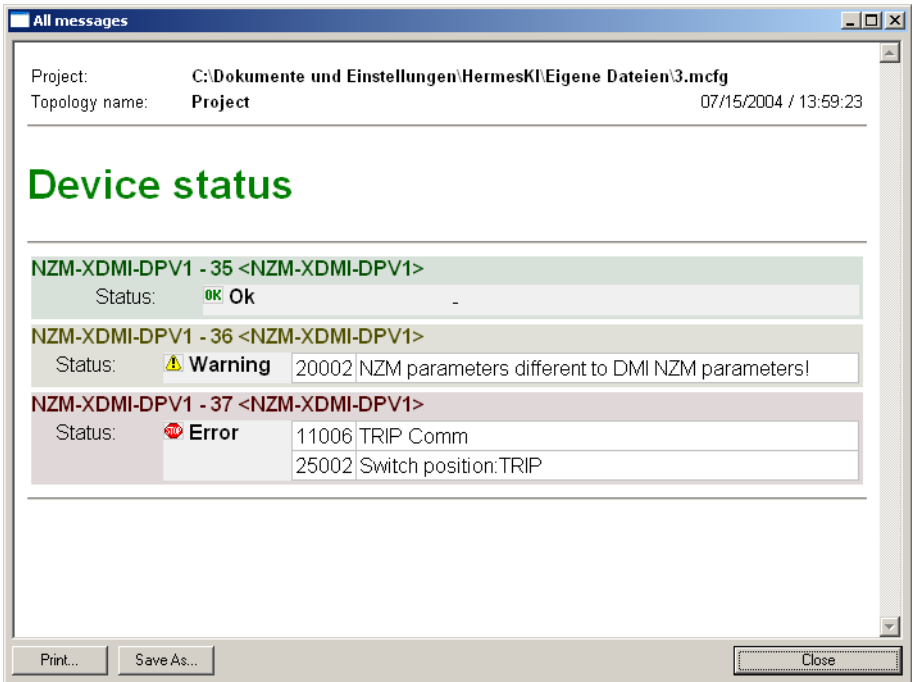 All messages
Project: C:\Dokumente und Einstellungen\HermesKl\Eigene Dateien\3.mcfg
Topology name: Project 07/15/2004 / 13:59:23
Device status
NZM-XDMI-DPV1 - 35 <NZM-XDMI-DPV1>
Status: OK Ok -
NZM-XDMI-DPV1 - 36 <NZM-XDMI-DPV1>
Status: Warning 20002 NZM parameters different to DMI NZM parameters!
NZM-XDMI-DPV1 - 37 <NZM-XDMI-DPV1>
Status: STOP Error 11006 TRIP Comm
25002 Switch position:TRIP
Print... Save As... Close